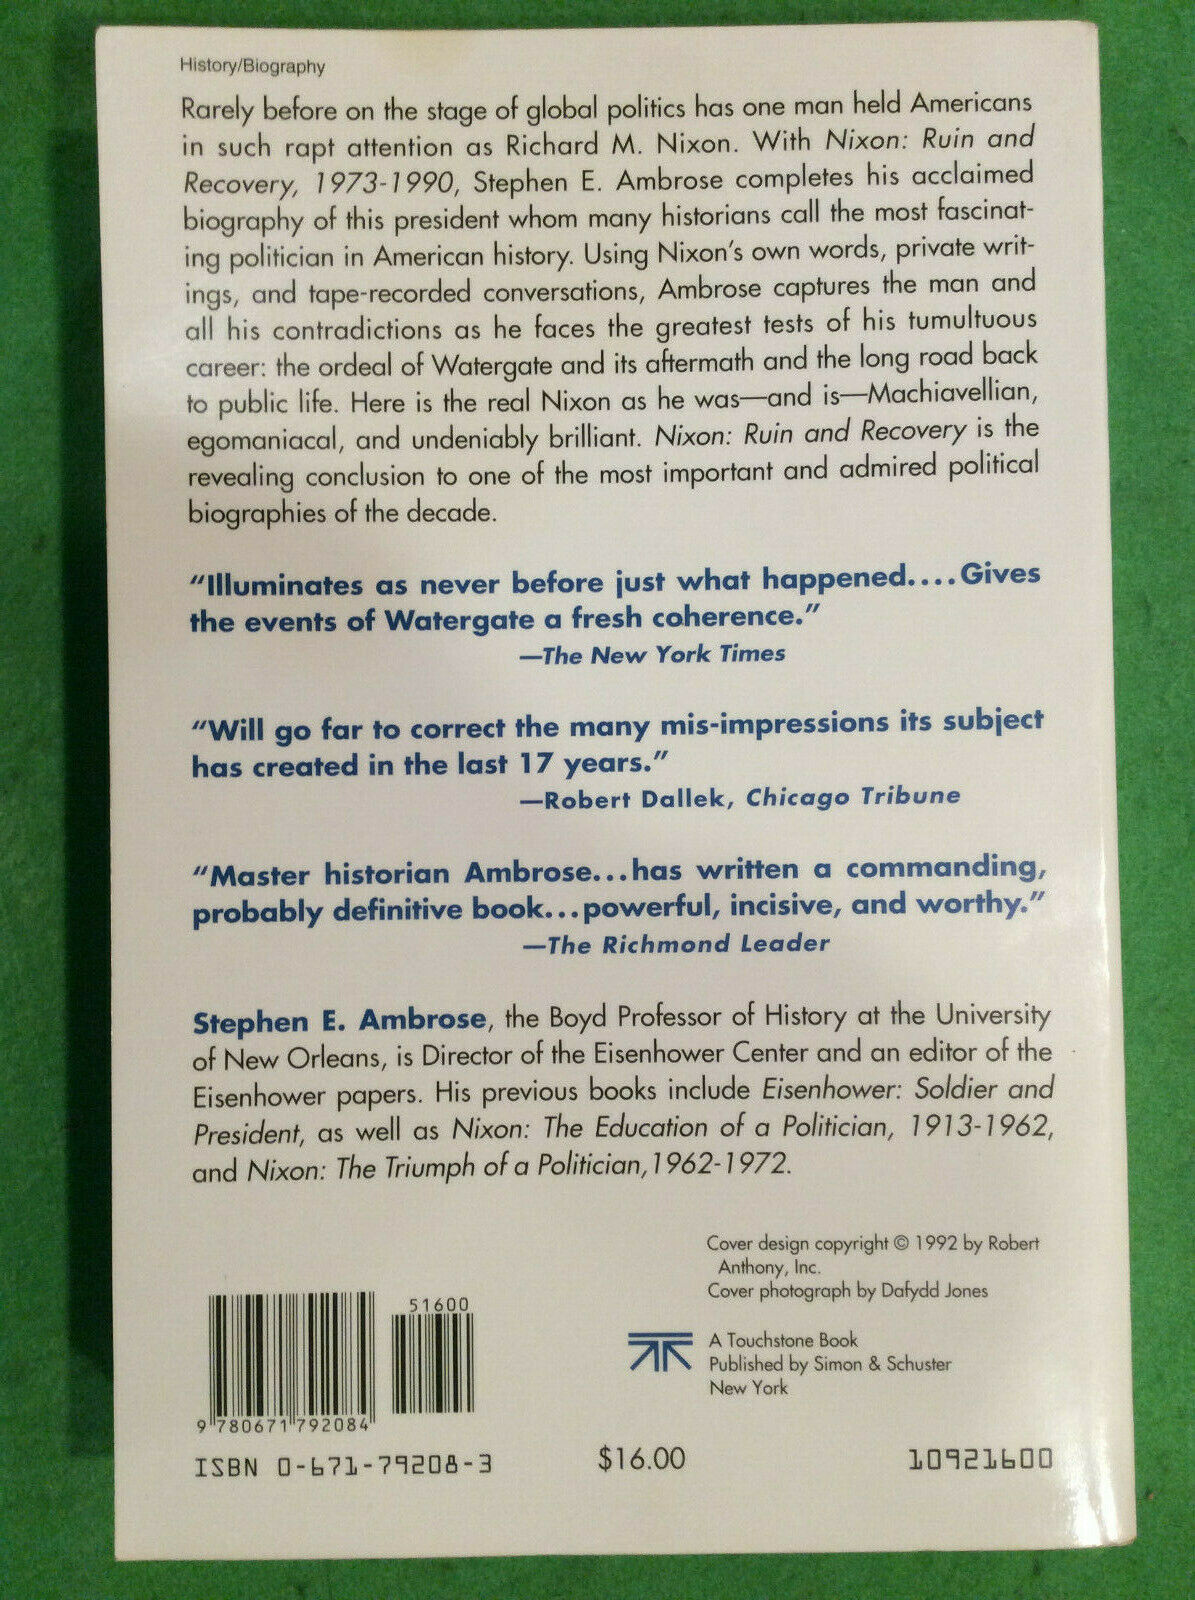 History/Biography
Rarely before on the stage of global politics has one man held Americans
in such rapt attention as Richard M. Nixon. With Nixon: Ruin and
Recovery, 1973-1990, Stephen E. Ambrose completes his acclaimed
biography of this president whom many historians call the most fascinat-
ing politician in American history. Using Nixon's own words, private writ-
ings, and tape-recorded conversations, Ambrose captures the man and
all his contradictions as he faces the greatest tests of his tumultuous
career: the ordeal of Watergate and its aftermath and the long road back
to public life. Here is the real Nixon as he was—and is—Machiavellian,
egomaniacal, and undeniably brilliant. Nixon: Ruin and Recovery is the
revealing conclusion to one of the most important and admired political
biographies of the decade.
“Illuminates as never before just what happened....Gives
the events of Watergate a fresh coherence.”
—The New York Times
“Will go far to correct the many mis-impressions its subject
has created in the last 17 years.”
—Robert Dallek, Chicago Tribune
“Master historian Ambrose...has written a commanding,
probably definitive book...powerful, incisive, and worthy.”
—The Richmond Leader
Stephen E. Ambrose, the Boyd Professor of History at the University
of New Orleans, is Director of the Eisenhower Center and an editor of the
Eisenhower papers. His previous books include Eisenhower: Soldier and
President, as well as Nixon: The Education of a Politician, 1913-1962,
and Nixon: The Triumph of a Politician, 1962-1972.
Cover design copyright © 1992 by Robert
Anthony, Inc.
Cover photograph by Dafydd Jones
A Touchstone Book
Published by Simon & Schuster
New York
51600
9 780671 792084
ISBN 0-671-79208-3
$16.00
10921600